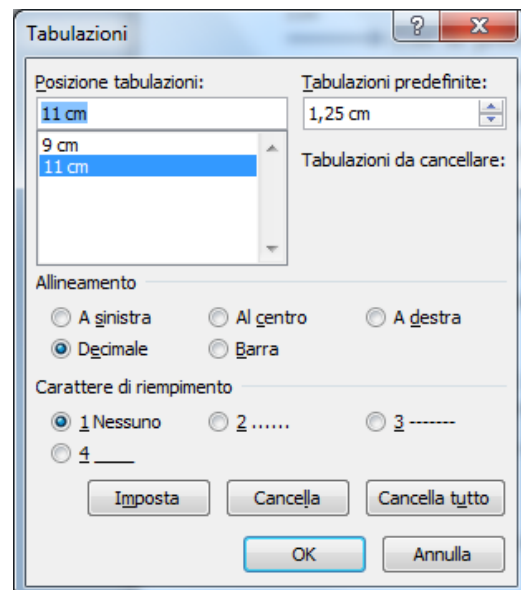 Tabulazioni
Posizione tabulazioni: Tabulazioni predefinite:
11 cm 1,25 cm
9 cm
11 cm
Tabulazioni da cancellare:
Allineamento
A sinistra Al centro A destra
Decimale Barra
Carattere di riempimento
1 Nessuno 2 ...... 3 -------
4 ____
Imposta Cancella Cancella tutto
OK Annulla